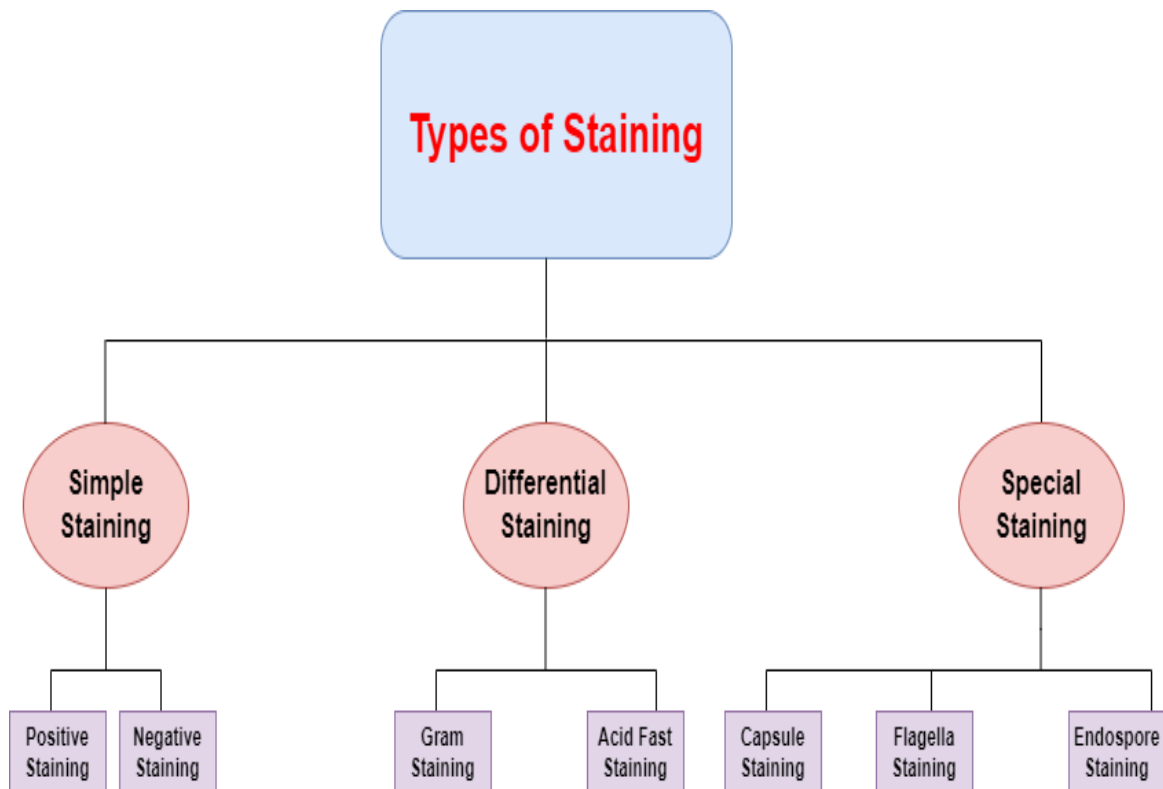 Types of Staining
Simple
Staining
Differential
Staining
Special
Staining
Positive
Staining
Negative
Staining
Gram
Staining
Acid Fast
Staining
Capsule
Staining
Flagella
Staining
Endospore
Staining